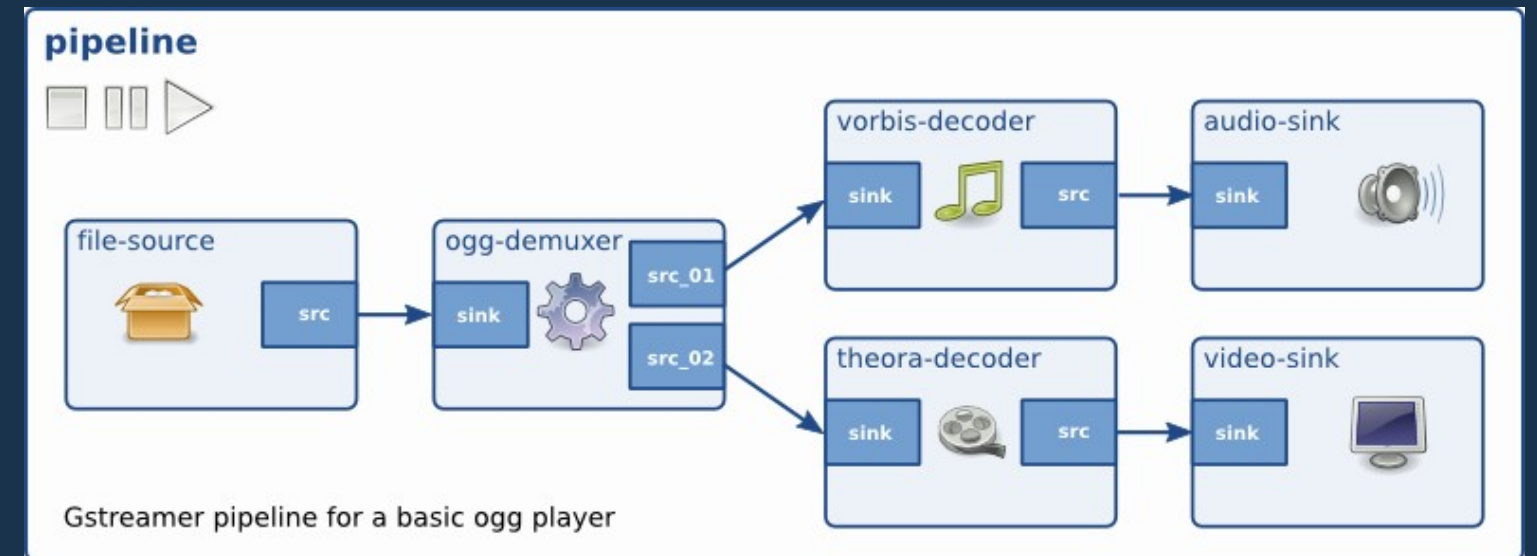 pipeline
file-source
src
ogg-demuxer
sink
src_01
src_02
vorbis-decoder
sink
src
audio-sink
sink
theora-decoder
sink
src
video-sink
sink
Gstreamer pipeline for a basic ogg player